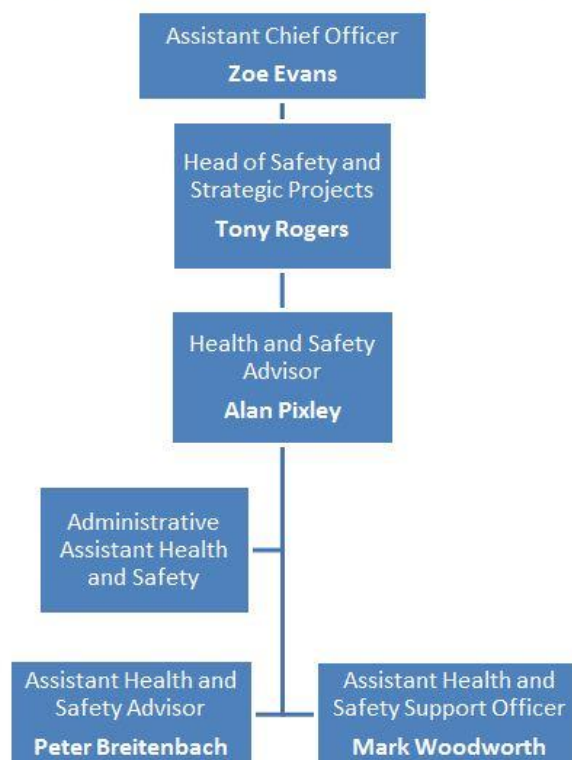 Assistant Chief Officer
Zoe Evans
Head of Safety and
Strategic Projects
Tony Rogers
Health and Safety
Advisor
Alan Pixley
Administrative
Assistant Health
and Safety
Assistant Health and
Safety Advisor
Peter Breitenbach
Assistant Health and
Safety Support Officer
Mark Woodworth